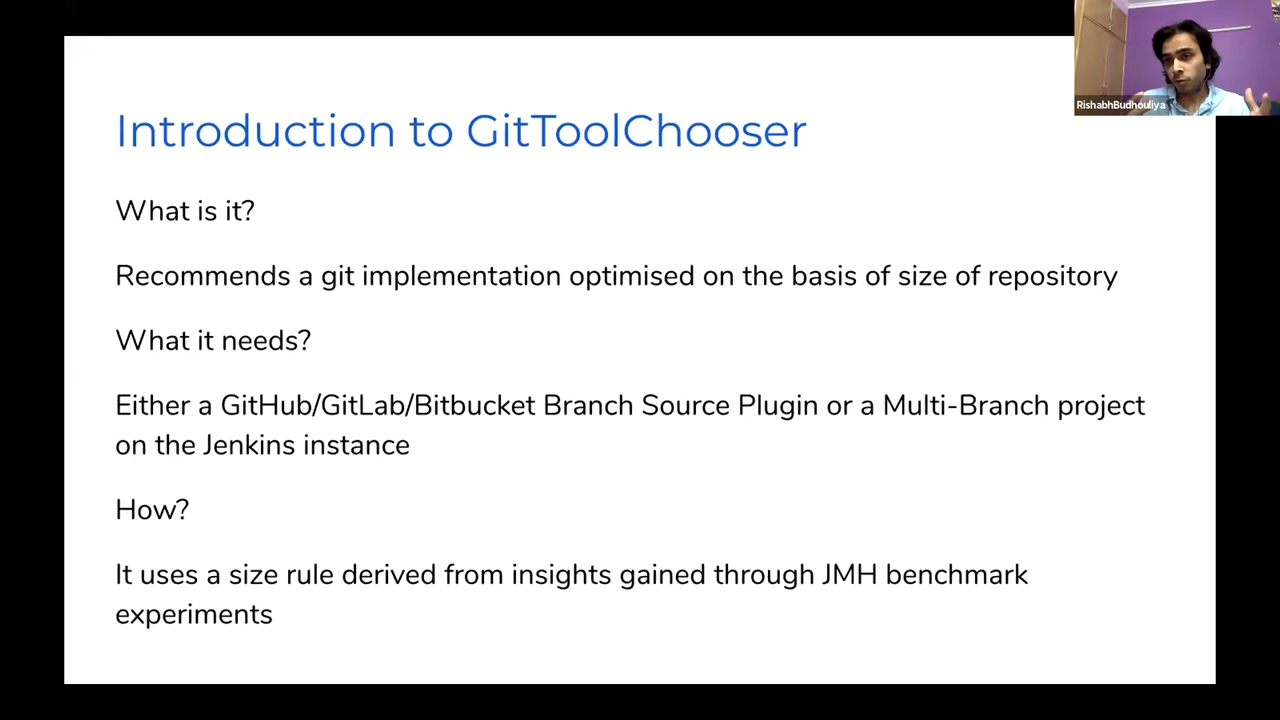 RishabhBudhouliya
Introduction to GitToolChooser
What is it?
Recommends a git implementation optimised on the basis of size of repository
What it needs?
Either a GitHub/GitLab/Bitbucket Branch Source Plugin or a Multi-Branch project
on the Jenkins instance
How?
It uses a size rule derived from insights gained through JMH benchmark
experiments